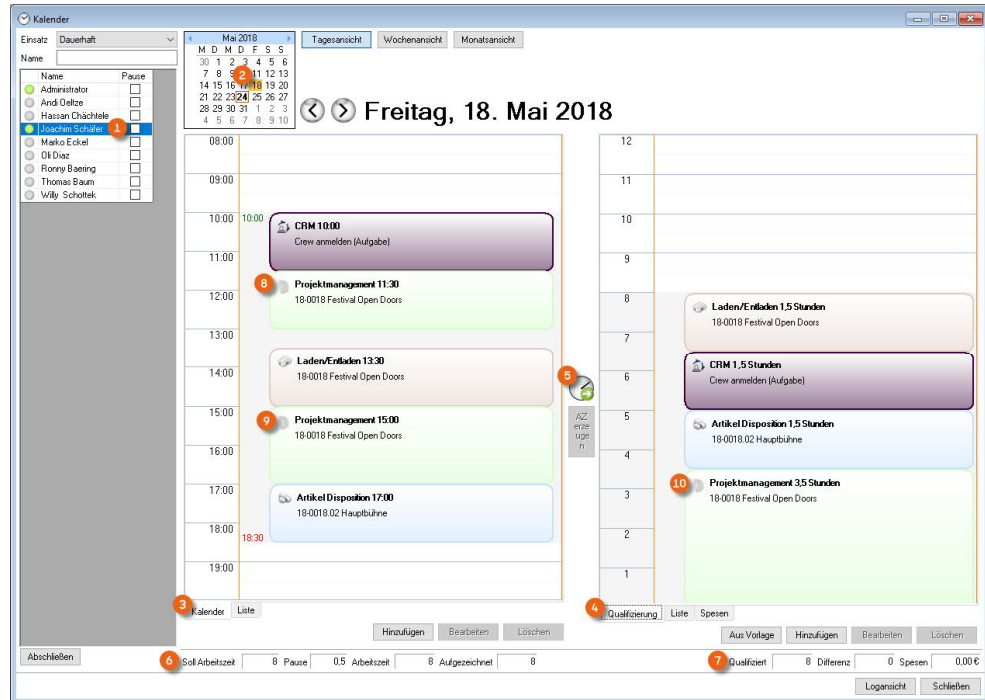 Kalender
Einsatz Dauerhaft
Name
Name Pause
Administrator
Andi Oeltze
Hassan Chächtele
Joachim Schäfer 1
Marko Eckel
Oli Diaz
Ronny Baering
Thomas Baum
Willy Schottek
Abschließen
Mai 2018
M D M D F S S
30 1 2 3 4 5 6
7 8 9 2 11 12 13
14 15 16 17 18 19 20
21 22 23 24 25 26 27
28 29 30 31 1 2 3
4 5 6 7 8 9 10
Tagesansicht Wochenansicht Monatsansicht
Freitag, 18. Mai 2018
08:00
09:00
10:00 10:00
CRM 10:00
Crew anmelden (Aufgabe)
11:00
8 Projektmanagement 11:30
12:00 18-0018 Festival Open Doors
13:00
Laden/Entladen 13:30
14:00 18-0018 Festival Open Doors
15:00
9 Projektmanagement 15:00
18-0018 Festival Open Doors
16:00
17:00
Artikel Disposition 17:00
18-0018.02 Hauptbühne
18:00 18:30
19:00
3 Kalender Liste
Hinzufügen Bearbeiten Löschen
5
AZ
erze
uge
n
12
11
10
9
8
Laden/Entladen 1,5 Stunden
18-0018 Festival Open Doors
7
CRM 1,5 Stunden
6 Crew anmelden (Aufgabe)
5
Artikel Disposition 1,5 Stunden
18-0018.02 Hauptbühne
4
10 Projektmanagement 3,5 Stunden
3 18-0018 Festival Open Doors
2
1
4 Qualifizierung Liste Spesen
Aus Vorlage Hinzufügen Bearbeiten Löschen
6 Soll Arbeitszeit 8 Pause 0,5 Arbeitszeit 8 Aufgezeichnet 8
7 Qualifiziert 8 Differenz 0 Spesen 0,00 €
Logansicht Schließen